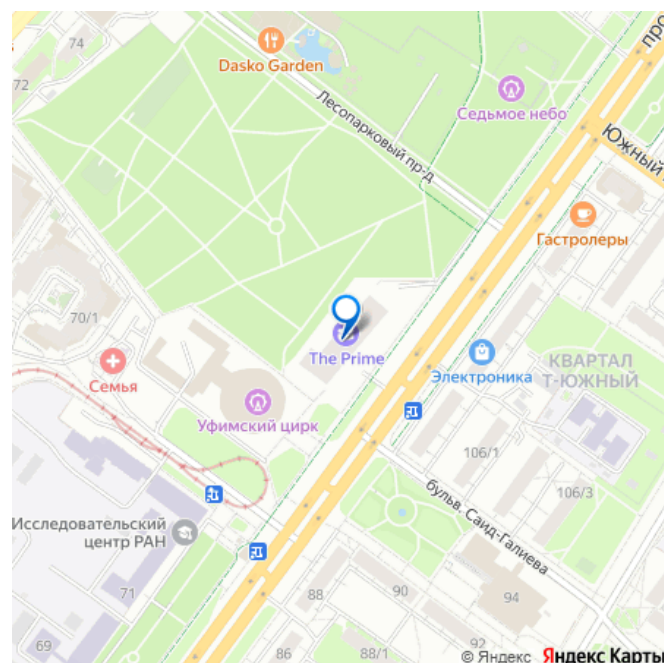 74
72
Dasko Garden
Седьмое небо
про
Лесопарковый пр-д
Южный
Гастролеры
70/1
Семья
The Prime
Электроника
КВАРТАЛ
Т-ЮЖНЫЙ
Уфимский цирк
106/1
106/3
бульв. Саид-Галиева
Исследовательский
центр РАН
71
69
88
90
94
86
88/1
92
© Яндекс Яндекс Карты